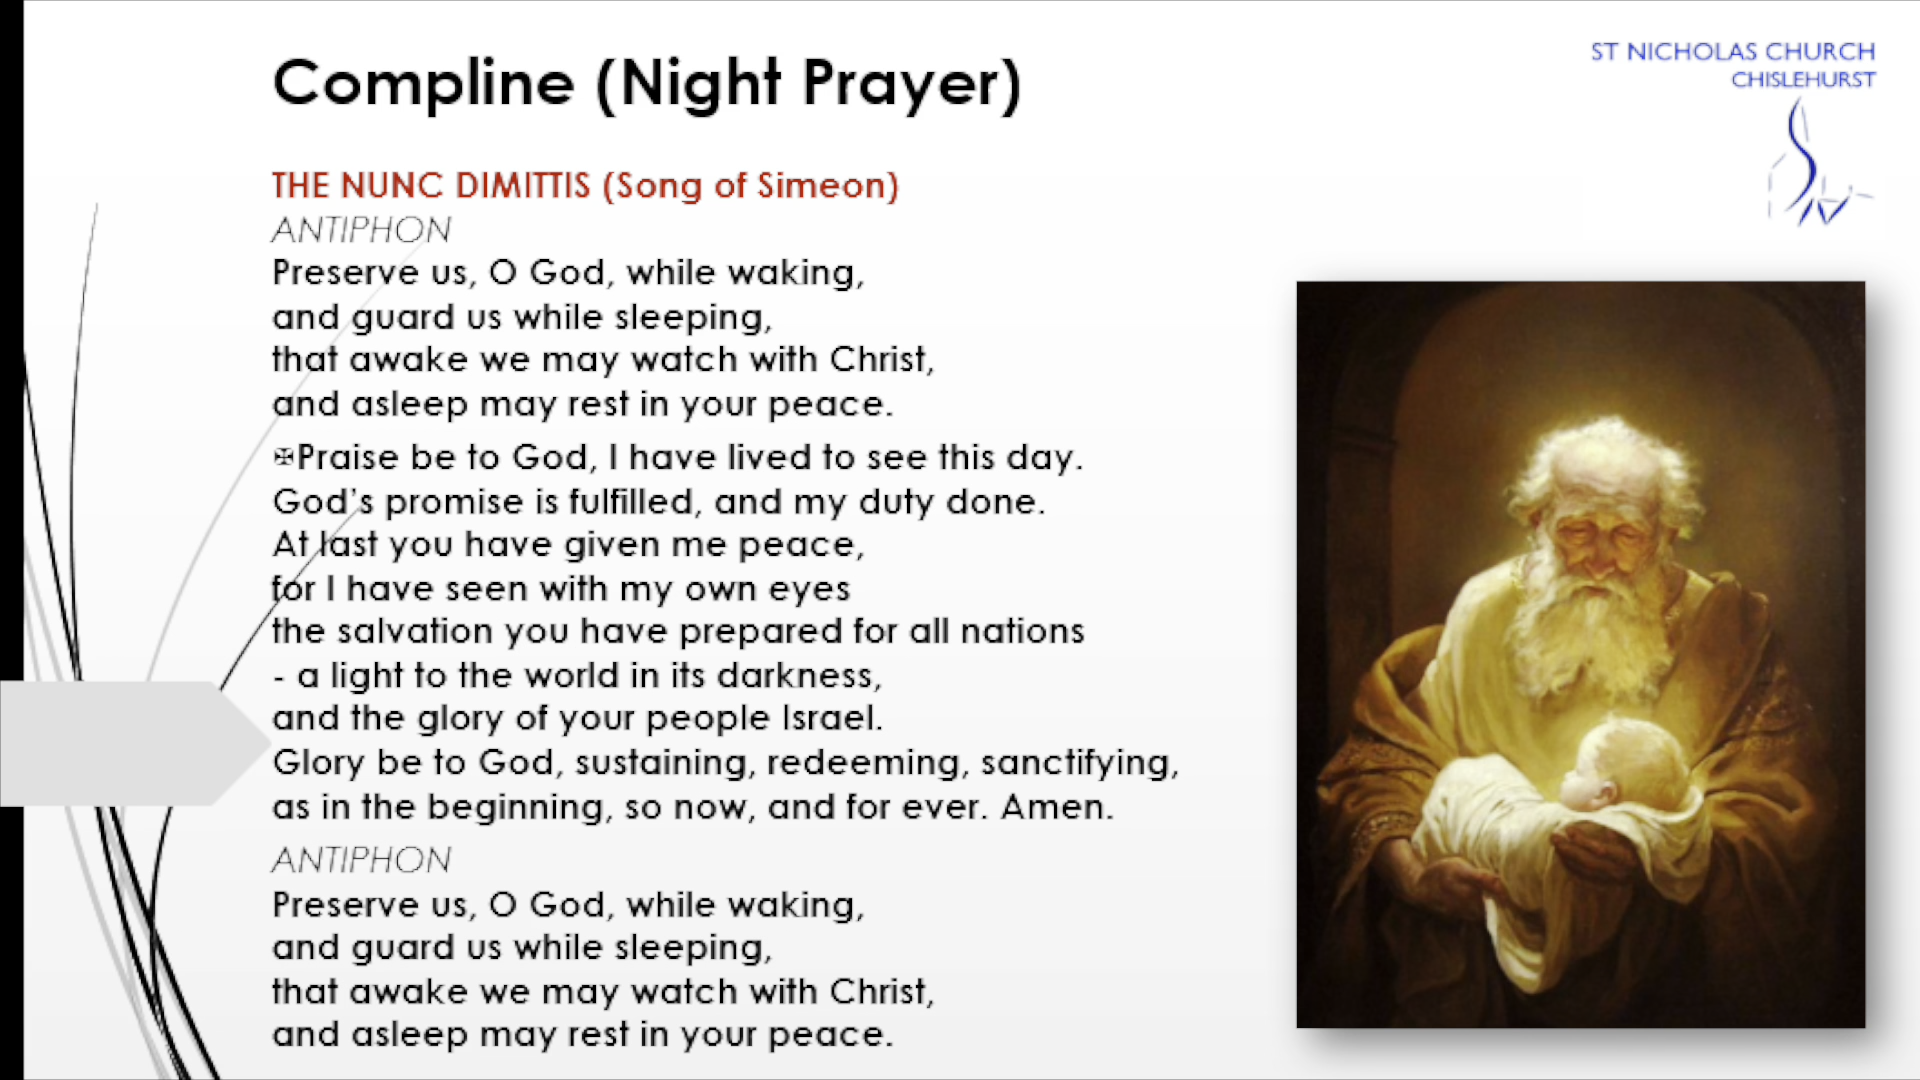 Compline (Night Prayer)
ST NICHOLAS CHURCH
CHISLEHURST
THE NUNC DIMITTIS (Song of Simeon)
ANTIPHON
Preserve us, O God, while waking,
and guard us while sleeping,
that awake we may watch with Christ,
and asleep may rest in your peace.
✠Praise be to God, I have lived to see this day.
God’s promise is fulfilled, and my duty done.
At last you have given me peace,
for I have seen with my own eyes
the salvation you have prepared for all nations
- a light to the world in its darkness,
and the glory of your people Israel.
Glory be to God, sustaining, redeeming, sanctifying,
as in the beginning, so now, and for ever. Amen.
ANTIPHON
Preserve us, O God, while waking,
and guard us while sleeping,
that awake we may watch with Christ,
and asleep may rest in your peace.